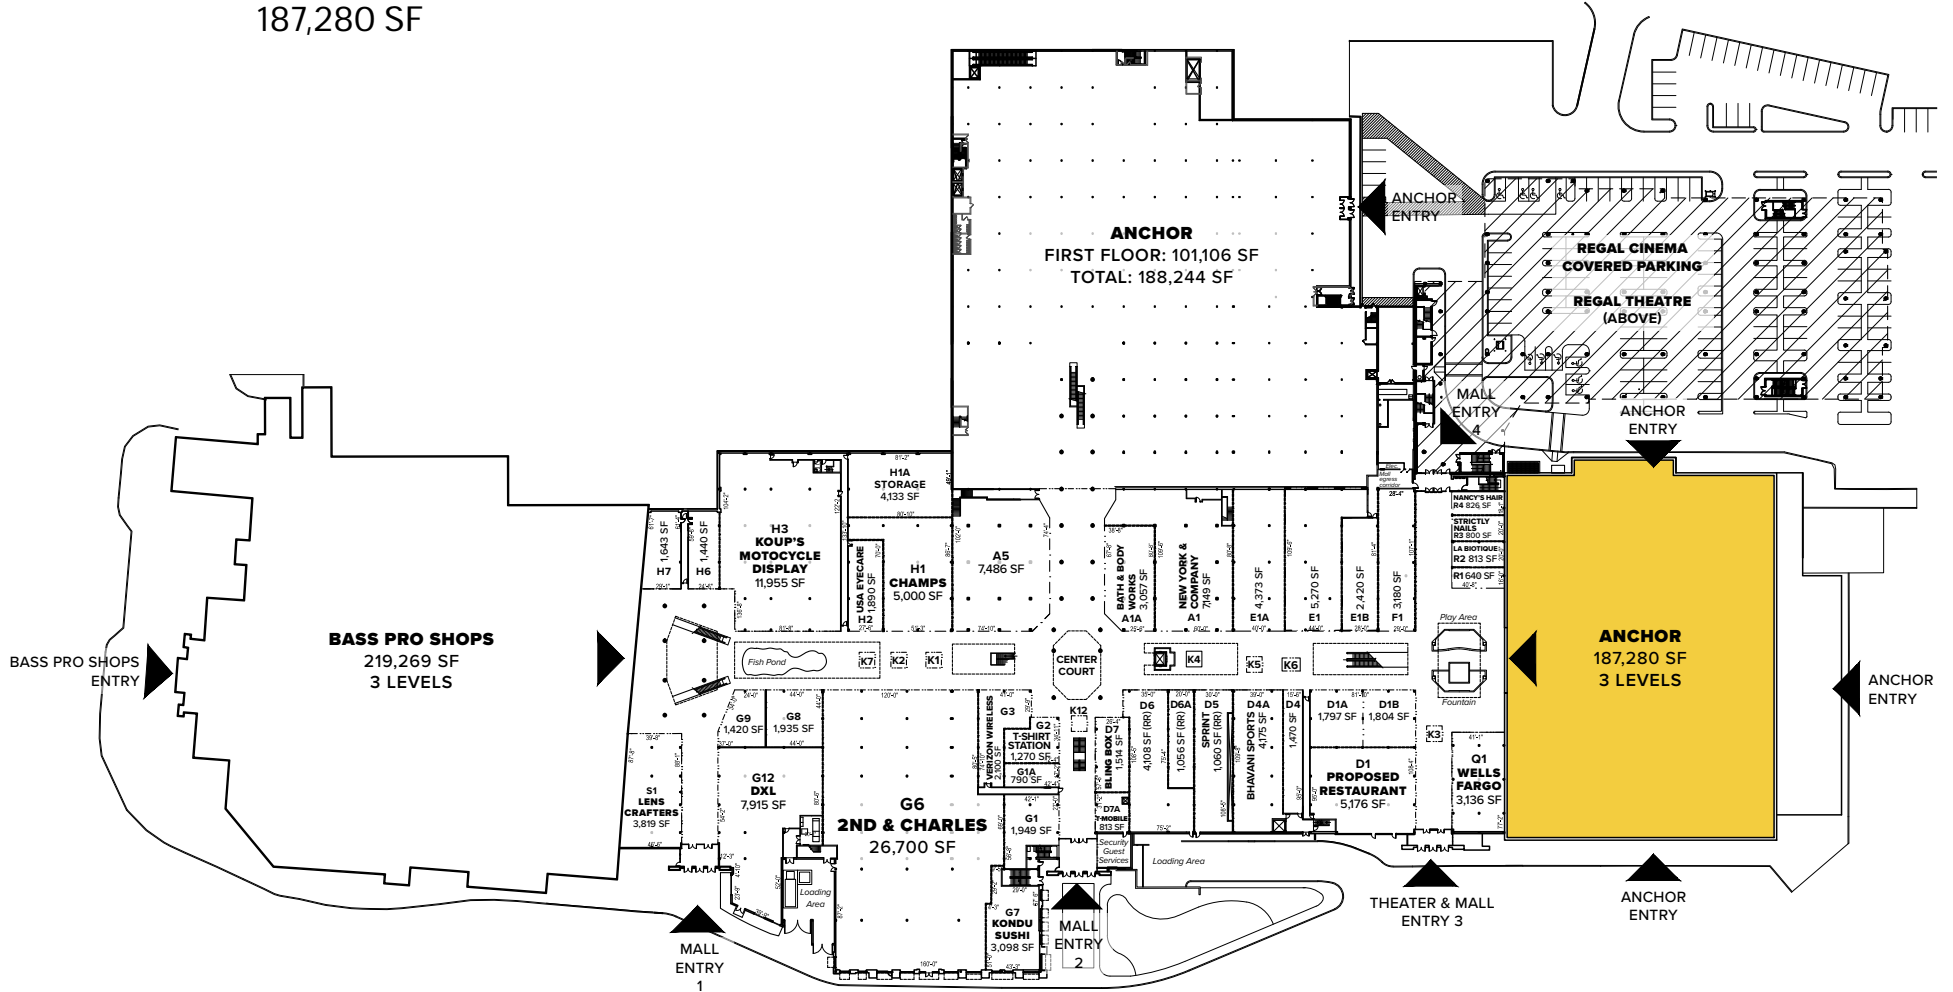 187,280 SF
ANCHOR
FIRST FLOOR: 101,106 SF
TOTAL: 188,244 SF
ANCHOR
ENTRY
REGAL CINEMA
COVERED PARKING
REGAL THEATRE
(ABOVE)
MALL
ENTRY
4
ANCHOR
ENTRY
BASS PRO SHOPS
ENTRY
BASS PRO SHOPS
219,269 SF
3 LEVELS
1,643 SF
H7
1,440 SF
H6
H3
KOUP'S
MOTOCYCLE
DISPLAY
11,955 SF
H1A
STORAGE
4,133 SF
USA EYECARE
1,890 SF
H2
H1
CHAMPS
5,000 SF
A5
7,486 SF
BATH & BODY
WORKS
3,057 SF
A1A
NEW YORK &
COMPANY
7,149 SF
A1
4,373 SF
E1A
5,270 SF
E1
2,420 SF
E1B
3,180 SF
F1
Elec.
Mall
egress
corridor
NANCY'S HAIR
R4 826 SF
STRICTLY
NAILS
R3 800 SF
LA BIOTIQUE
R2 813 SF
R1 640 SF
Play Area
Fountain
ANCHOR
187,280 SF
3 LEVELS
ANCHOR
ENTRY
Fish Pond
K7
K2
K1
CENTER
COURT
K4
K5
K6
K12
K3
G9
1,420 SF
G8
1,935 SF
S1
LENS
CRAFTERS
3,819 SF
G12
DXL
7,915 SF
G6
2ND & CHARLES
26,700 SF
VERIZON WIRELESS
2,100 SF
G3
G2
T-SHIRT
STATION
1,270 SF
G1A
790 SF
G1
1,949 SF
G7
KONDU
SUSHI
3,098 SF
D7
BLING BOX
1,514 SF
D7A
T-MOBILE
813 SF
Security
Guest
Services
D6
4,108 SF (RR)
D6A
1,056 SF (RR)
D5
SPRINT
1,060 SF (RR)
D4A
BHAVANI SPORTS
4,175 SF
D4
1,470 SF
D1A
1,797 SF
D1B
1,804 SF
D1
PROPOSED
RESTAURANT
5,176 SF
Q1
WELLS
FARGO
3,136 SF
Loading Area
Loading
Area
MALL
ENTRY
1
MALL
ENTRY
2
THEATER & MALL
ENTRY 3
ANCHOR
ENTRY